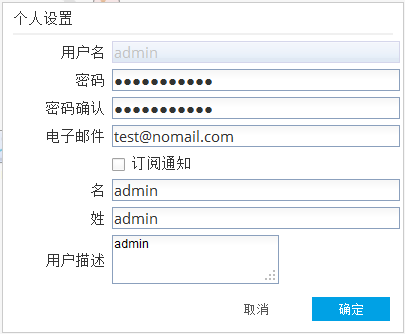 个人设置
用户名 admin
密码 ●●●●●●●●●●●
密码确认 ●●●●●●●●●●●
电子邮件 test@nomail.com
订阅通知
名 admin
姓 admin
用户描述 admin
取消 确定